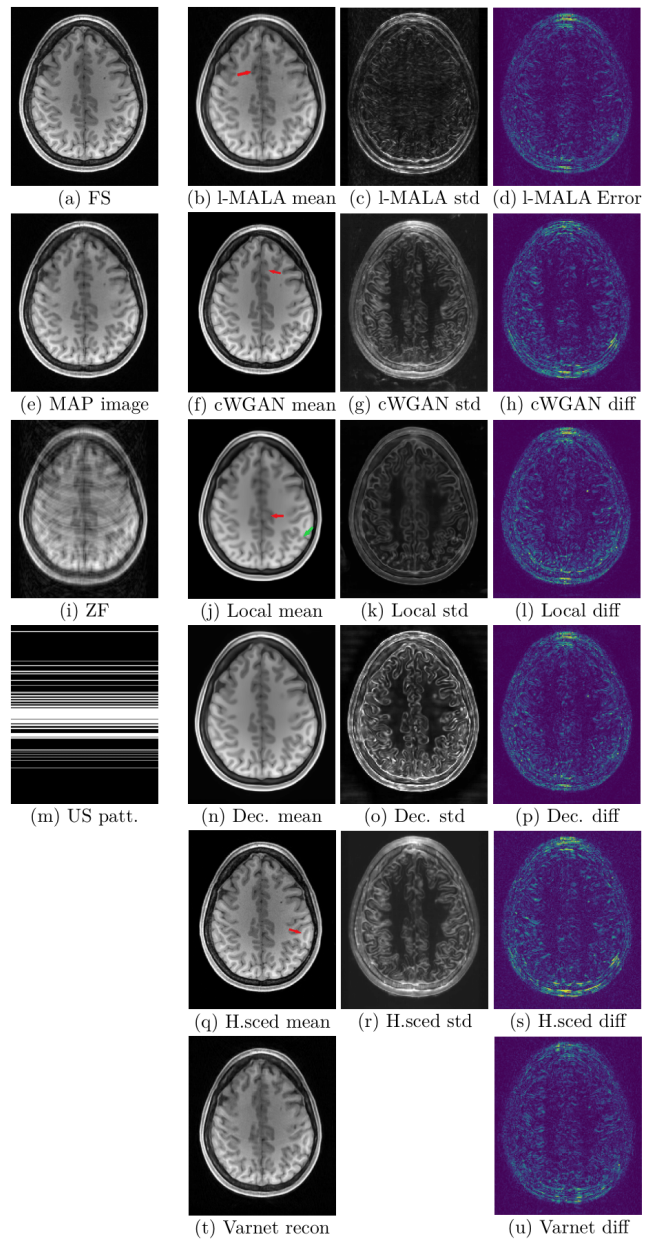 (a) FS
(b) l-MALA mean
(c) l-MALA std
(d) l-MALA Error
(e) MAP image
(f) cWGAN mean
(g) cWGAN std
(h) cWGAN diff
(i) ZF
(j) Local mean
(k) Local std
(l) Local diff
(m) US patt.
(n) Dec. mean
(o) Dec. std
(p) Dec. diff
(q) H.sced mean
(r) H.sced std
(s) H.sced diff
(t) Varnet recon
(u) Varnet diff